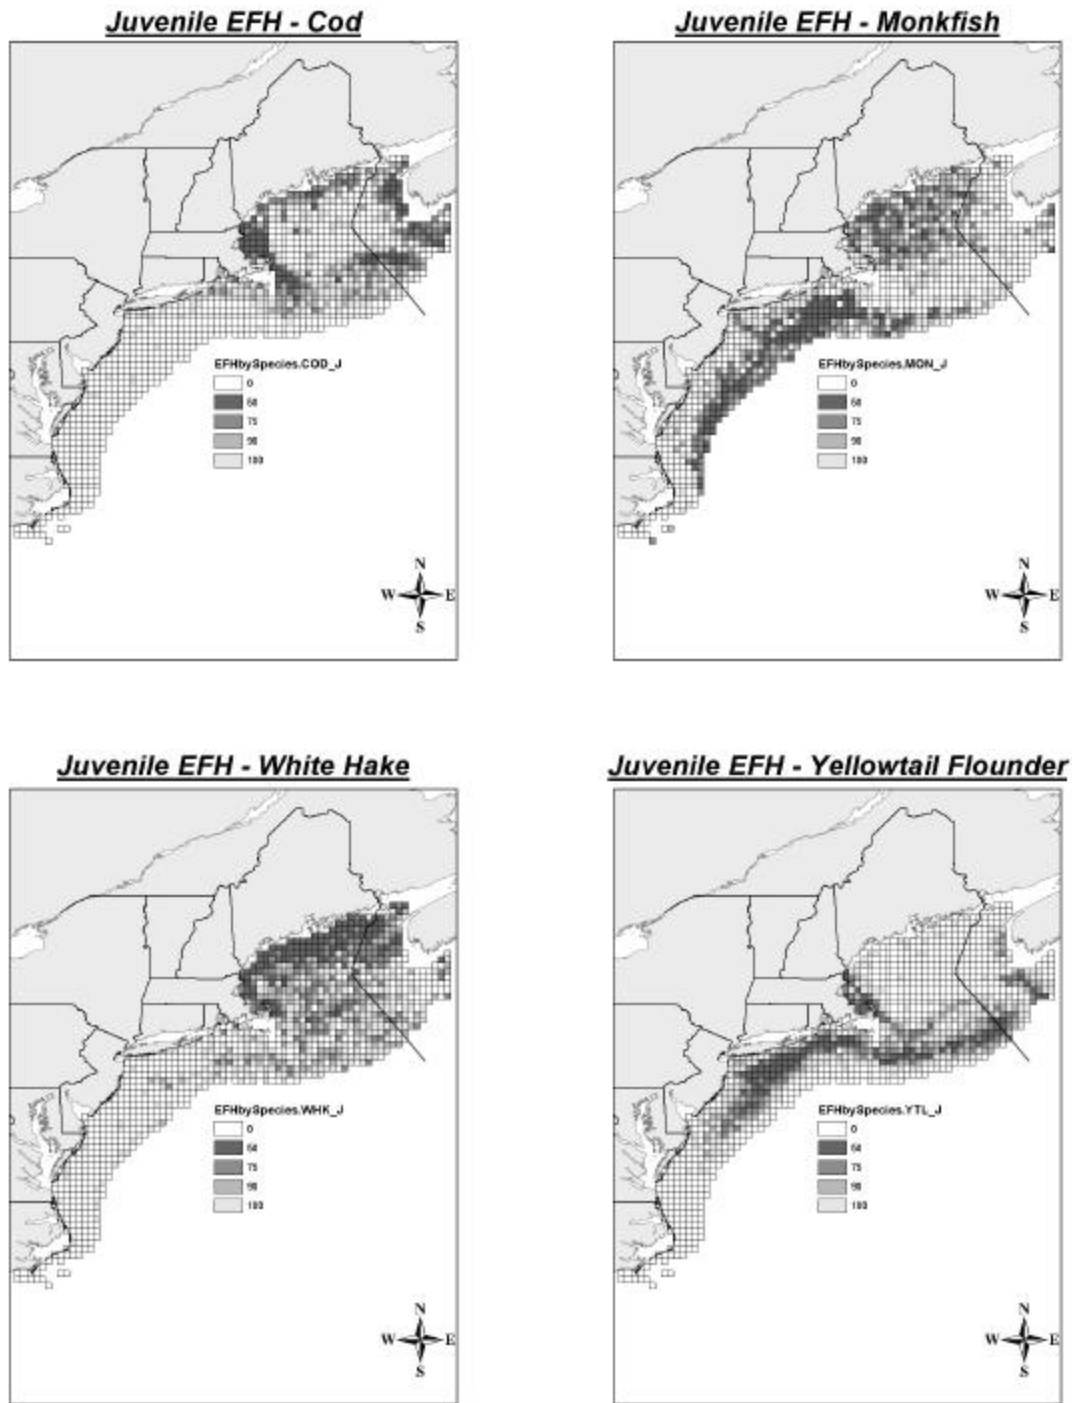 Juvenile EFH - Cod
EFHbySpecies.COD_J
0
50
75
90
100
N
W E
S
Juvenile EFH - Monkfish
EFHbySpecies.MON_J
0
50
75
90
100
N
W E
S
Juvenile EFH - White Hake
EFHbySpecies.WHK_J
0
50
75
90
100
N
W E
S
Juvenile EFH - Yellowtail Flounder
EFHbySpecies.YTL_J
0
50
75
90
100
N
W E
S